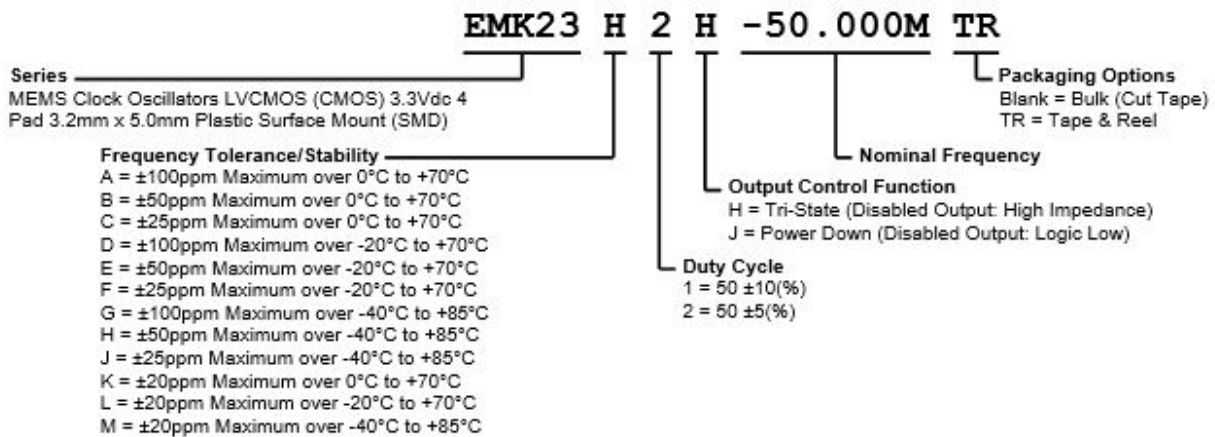 EMK23 H 2 H -50.000M TR
Series
MEMS Clock Oscillators LVCMOS (CMOS) 3.3Vdc 4
Pad 3.2mm x 5.0mm Plastic Surface Mount (SMD)
Frequency Tolerance/Stability
A = ±100ppm Maximum over 0°C to +70°C
B = ±50ppm Maximum over 0°C to +70°C
C = ±25ppm Maximum over 0°C to +70°C
D = ±100ppm Maximum over -20°C to +70°C
E = ±50ppm Maximum over -20°C to +70°C
F = ±25ppm Maximum over -20°C to +70°C
G = ±100ppm Maximum over -40°C to +85°C
H = ±50ppm Maximum over -40°C to +85°C
J = ±25ppm Maximum over -40°C to +85°C
K = ±20ppm Maximum over 0°C to +70°C
L = ±20ppm Maximum over -20°C to +70°C
M = ±20ppm Maximum over -40°C to +85°C
Duty Cycle
1 = 50 ±10(%)
2 = 50 ±5(%)
Output Control Function
H = Tri-State (Disabled Output: High Impedance)
J = Power Down (Disabled Output: Logic Low)
Nominal Frequency
Packaging Options
Blank = Bulk (Cut Tape)
TR = Tape & Reel